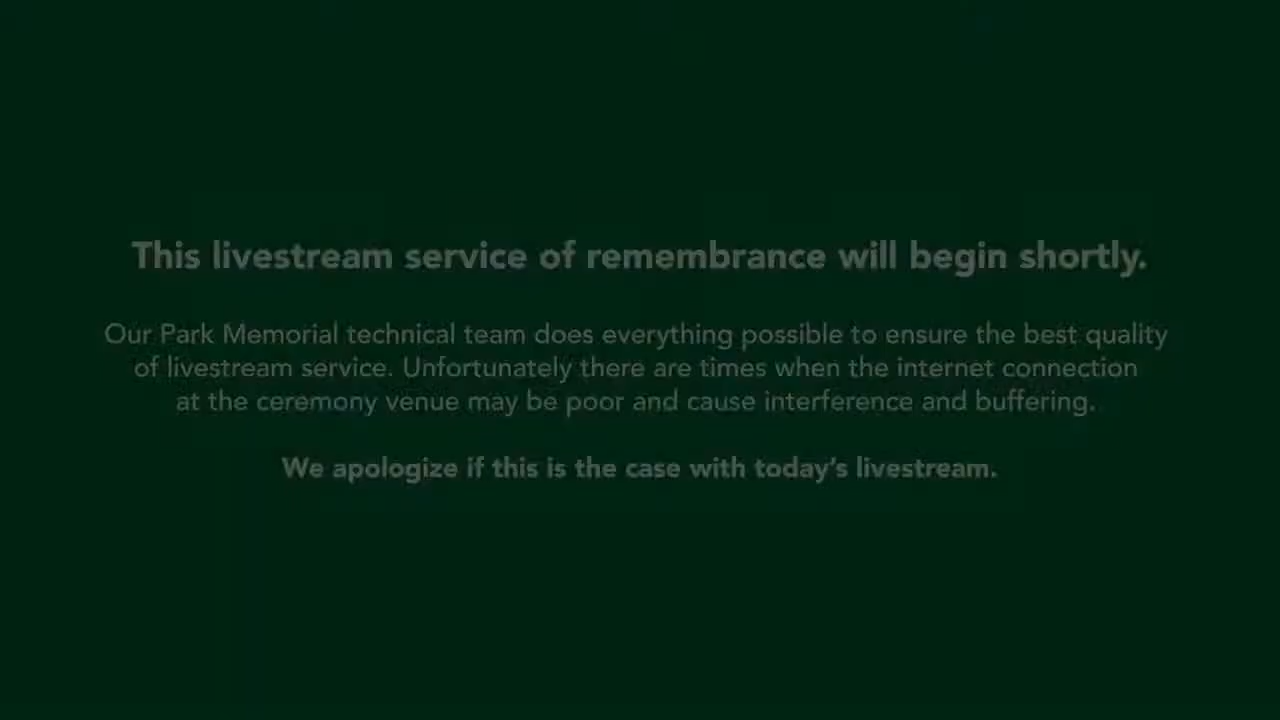 This livestream service of remembrance will begin shortly.
Our Park Memorial technical team does everything possible to ensure the best quality
of livestream service. Unfortunately there are times when the internet connection
at the ceremony venue may be poor and cause interference and buffering.
We apologize if this is the case with today’s livestream.